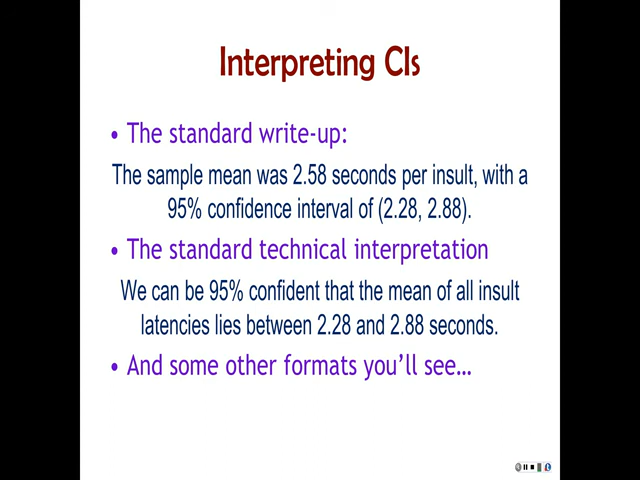 Interpreting CIs
• The standard write-up:
The sample mean was 2.58 seconds per insult, with a
95% confidence interval of (2.28, 2.88).
• The standard technical interpretation
We can be 95% confident that the mean of all insult
latencies lies between 2.28 and 2.88 seconds.
• And some other formats you'll see…